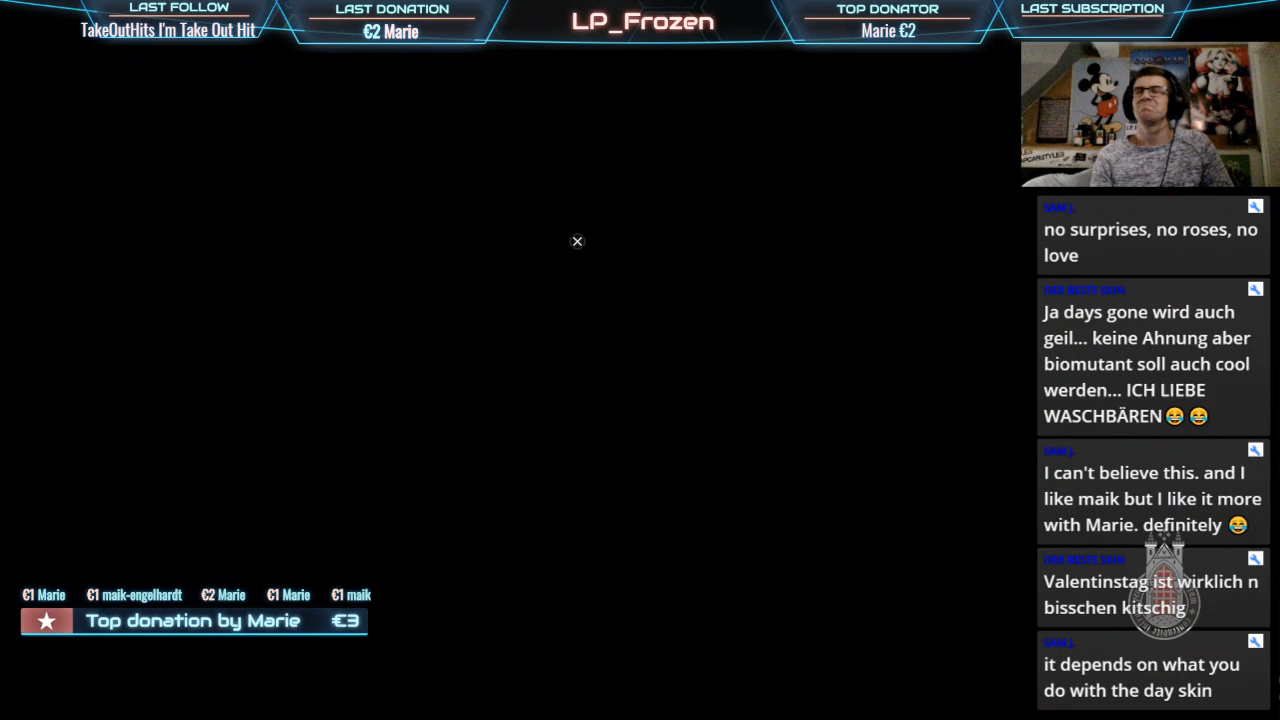 LAST FOLLOW
TakeOutHits I'm Take Out Hit
LAST DONATION
€2 Marie
LP_Frozen
TOP DONATOR
Marie €2
LAST SUBSCRIPTION
SAM J.
no surprises, no roses, no
love
Ja days gone wird auch
geil... keine Ahnung aber
biomutant soll auch cool
werden... ICH LIEBE
WASCHBÄREN 😂 😂
SAM J.
I can't believe this. and I
like maik but I like it more
with Marie. definitely 😂
Valentinstag ist wirklich n
bisschen kitschig
SAM J.
it depends on what you
do with the day skin
€1 Marie €1 maik-engelhardt €2 Marie €1 Marie €1 maik
Top donation by Marie €3